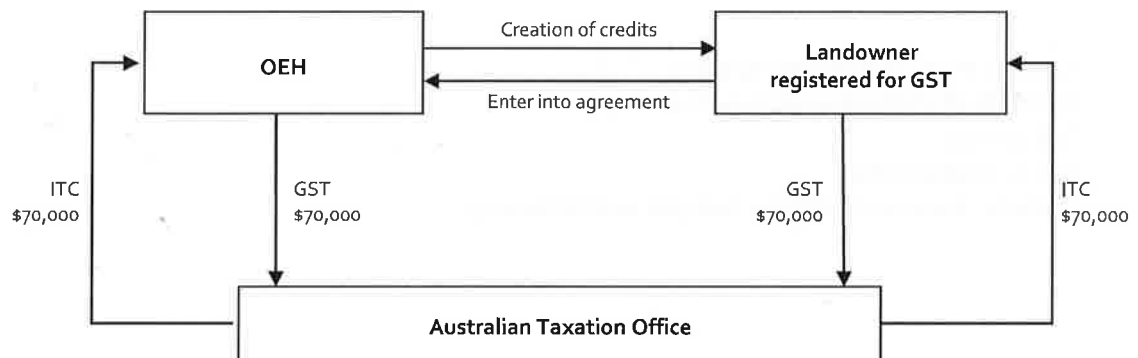 Creation of credits
OEH
Landowner
registered for GST
Enter into agreement
ITC
$70,000
GST
$70,000
GST
$70,000
ITC
$70,000
Australian Taxation Office